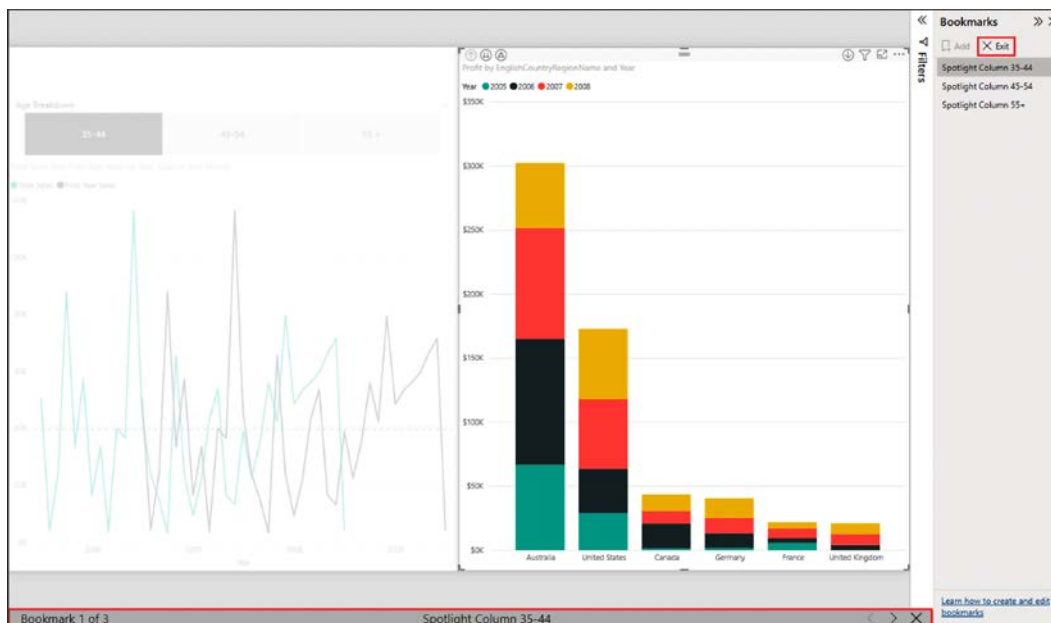 Bookmarks
Add
Exit
Spotlight Column 35-44
Spotlight Column 45-54
Spotlight Column 55+
Filters
Profit by EnglishCountryRegionName and Year
Year 2005 2006 2007 2008
$350K
$300K
$250K
$200K
$150K
$100K
$50K
$0K
Australia United States Canada Germany France United Kingdom
Age Breakdown
35-44 45-54 55 +
Year
Learn how to create and edit
bookmarks
Bookmark 1 of 3 Spotlight Column 35-44